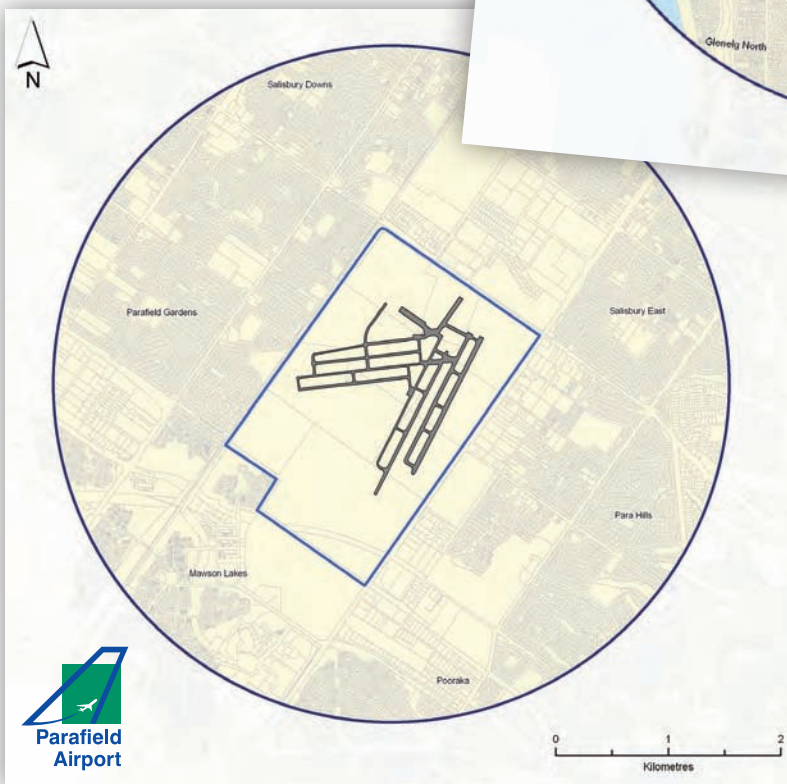 Glenelg North
N
Salisbury Downs
Parafield Gardens
Salisbury East
Para Hills
Mawson Lakes
Pooraka
Parafield
Airport
0 1 2
Kilometres